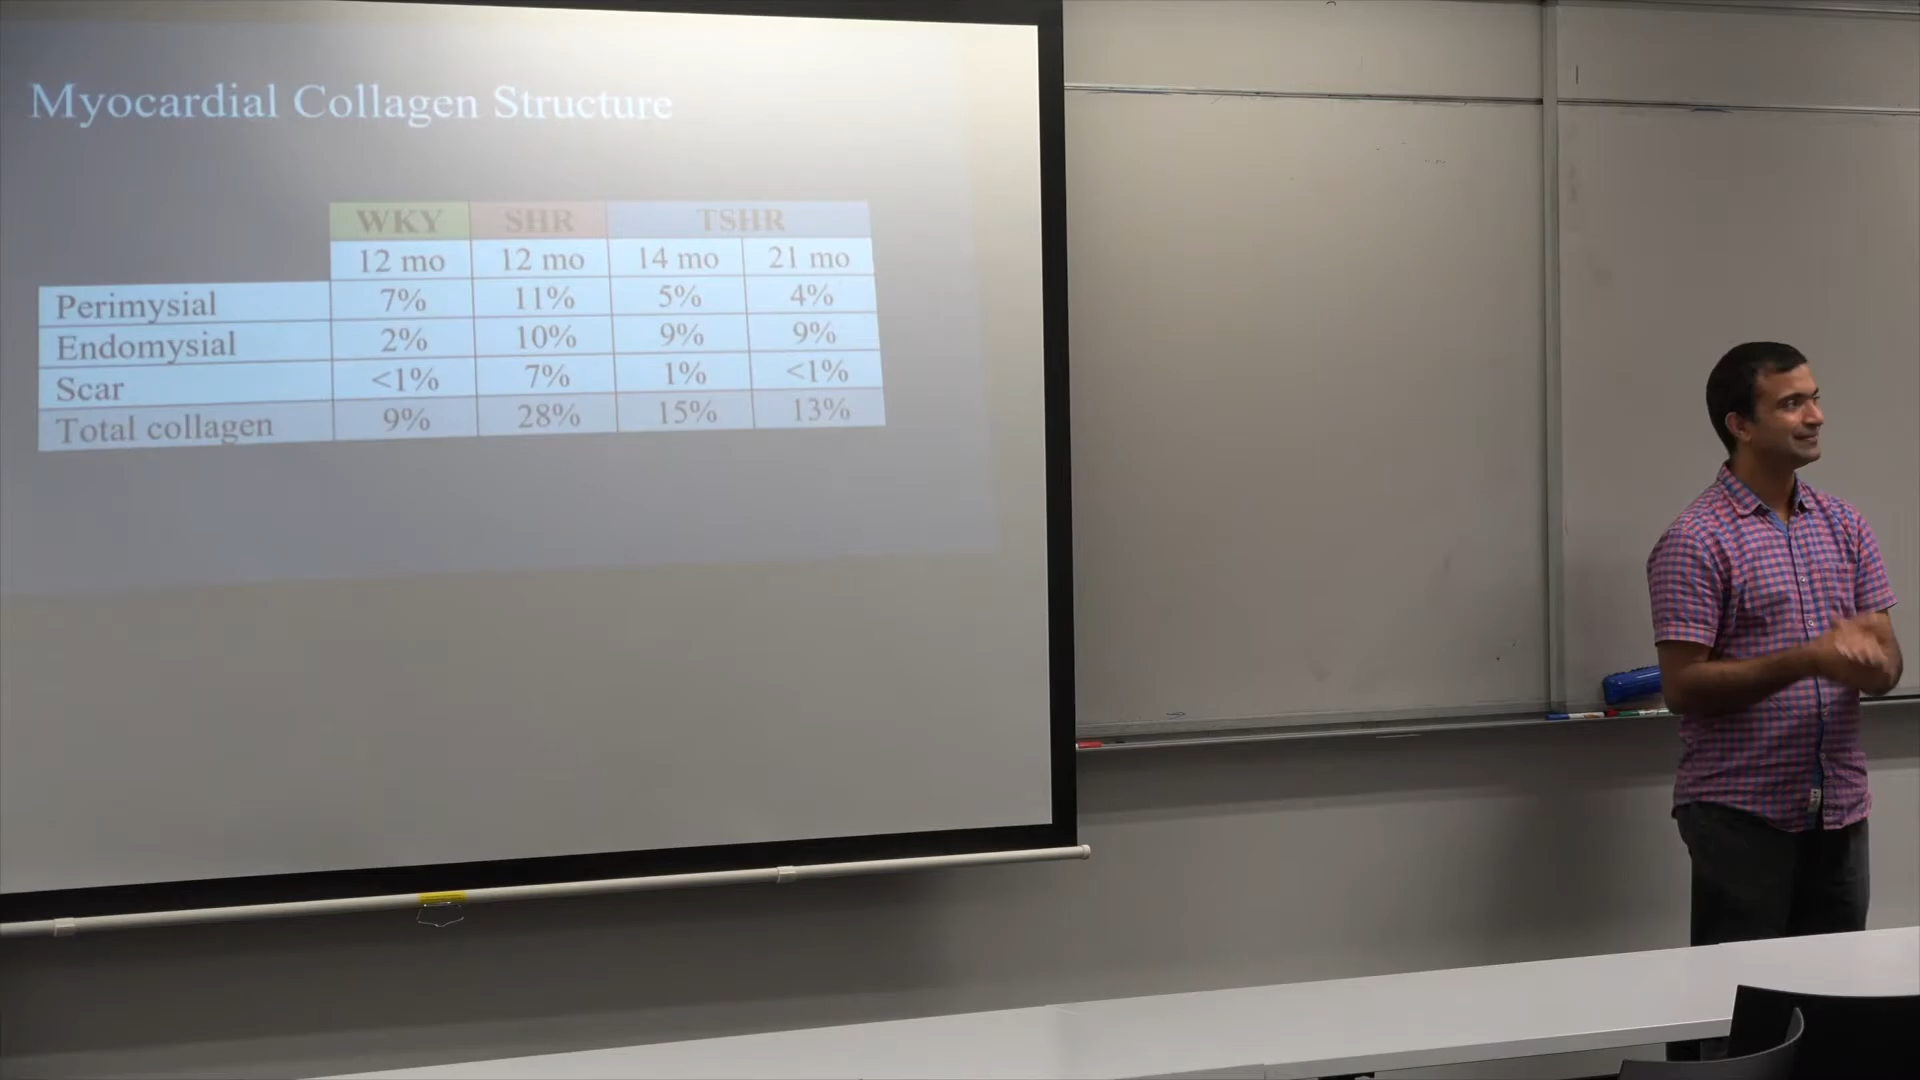 Myocardial Collagen Structure
WKY SHR TSHR
12 mo 12 mo 14 mo 21 mo
Perimysial 7% 11% 5% 4%
Endomysial 2% 10% 9% 9%
Scar <1% 7% 1% <1%
Total collagen 9% 28% 15% 13%